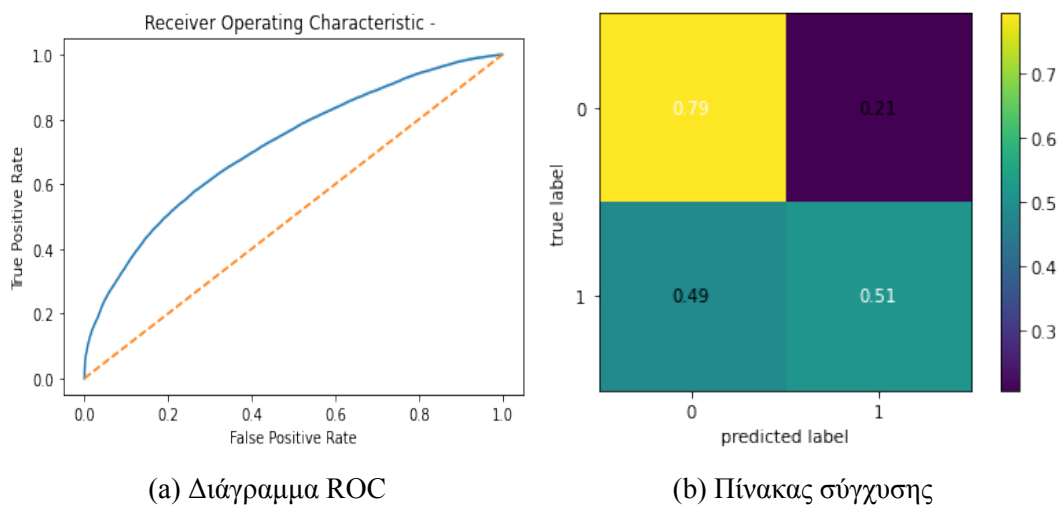 Receiver Operating Characteristic -
1.0
0.8
0.6
0.4
0.2
0.0
True Positive Rate
0.0 0.2 0.4 0.6 0.8 1.0
False Positive Rate
(a) Διάγραμμα ROC
0 0.79 0.21
true label
1 0.49 0.51
0 1
predicted label
0.7
0.6
0.5
0.4
0.3
(b) Πίνακας σύγχυσης